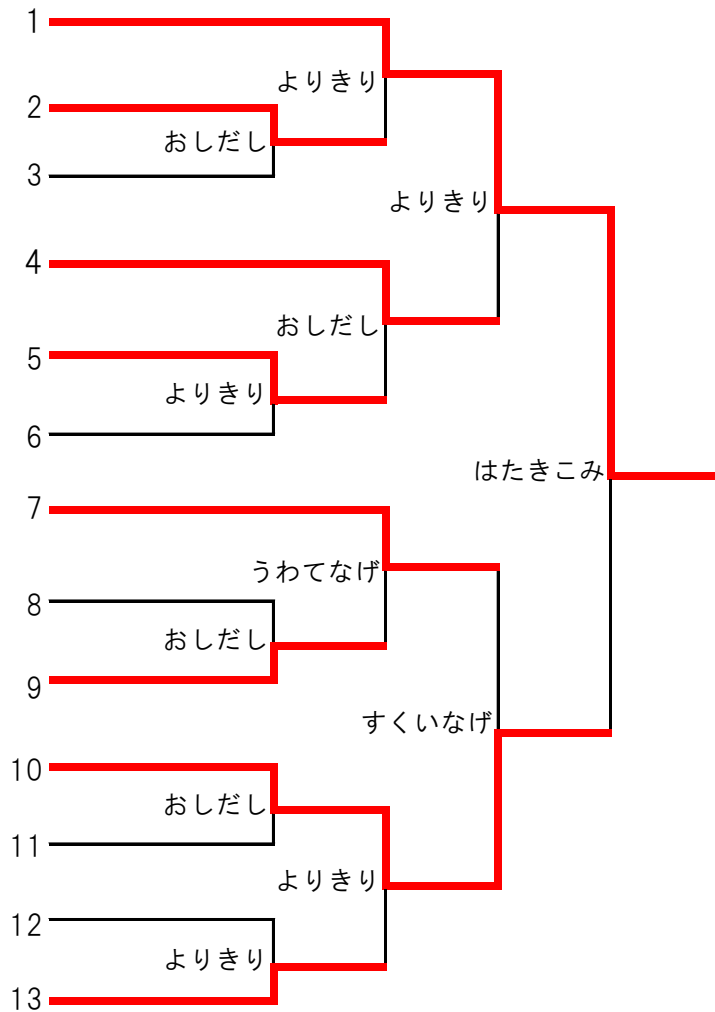 1
よりきり
2
おしだし
3
よりきり
4
おしだし
5
よりきり
6
はたきこみ
7
うわてなげ
8
おしだし
9
すくいなげ
10
おしだし
11
よりきり
12
よりきり
13